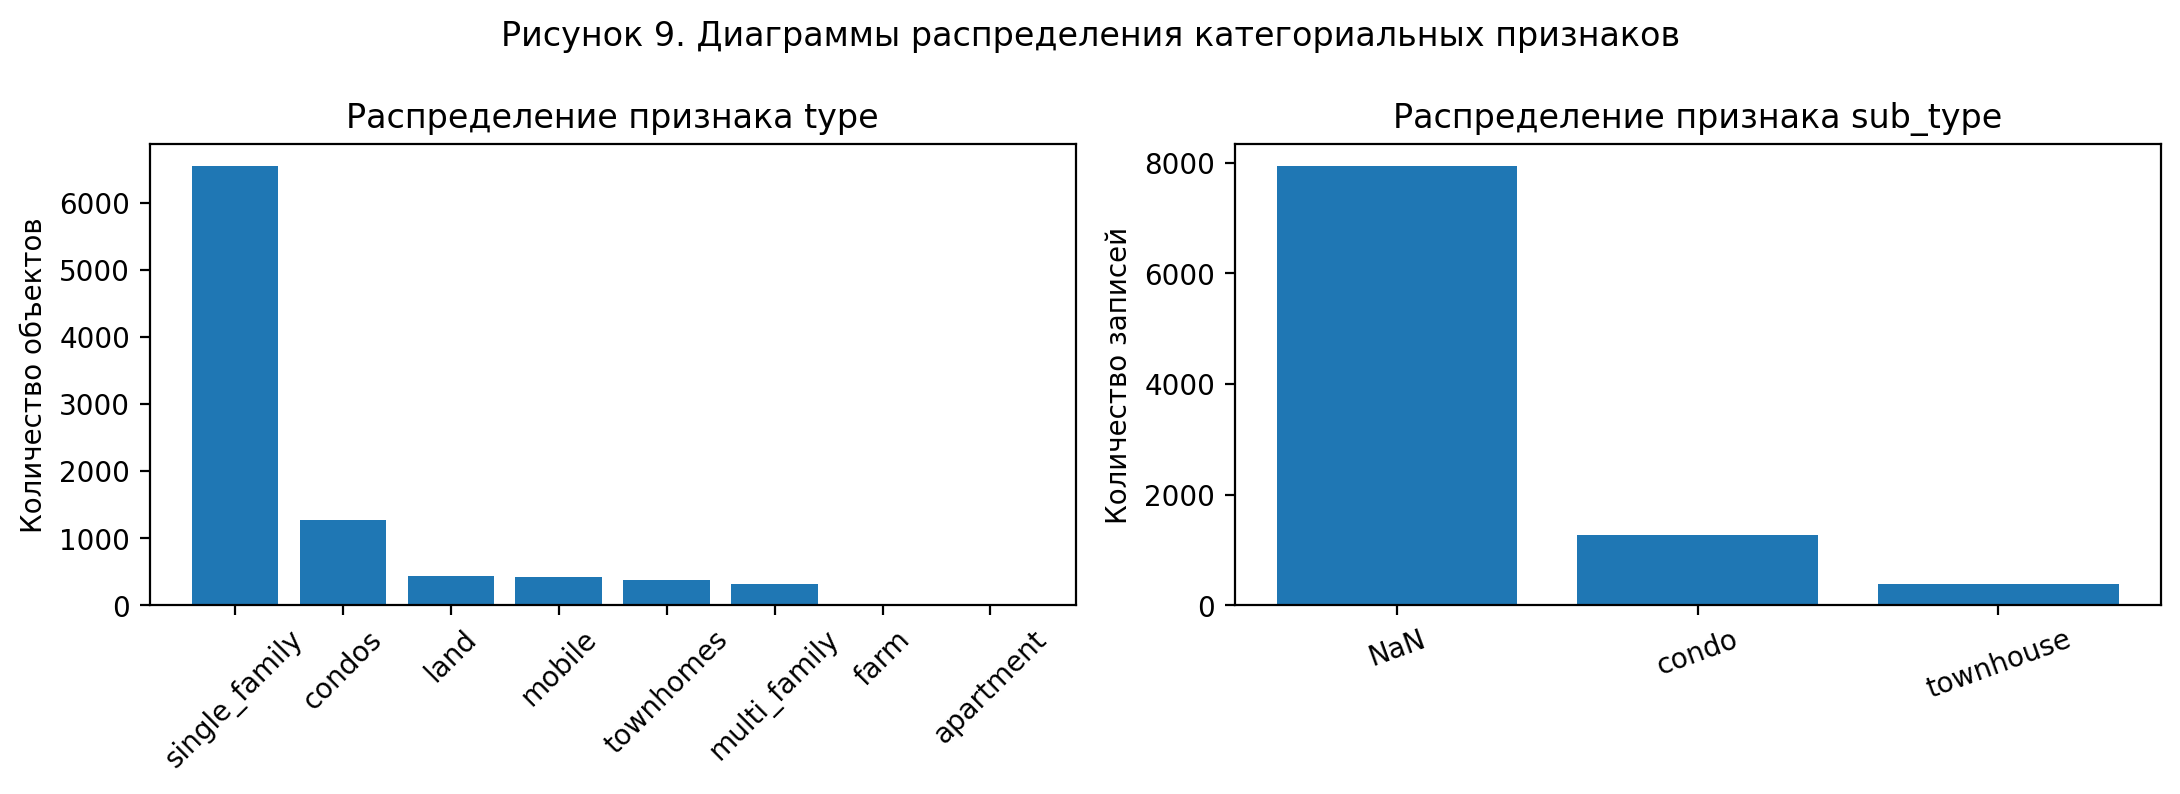 Рисунок 9. Диаграммы распределения категориальных признаков
Распределение признака type
Количество объектов
6000
5000
4000
3000
2000
1000
0
single_family
condos
land
mobile
townhomes
multi_family
farm
apartment
Распределение признака sub_type
Количество записей
8000
6000
4000
2000
0
NaN
condo
townhouse